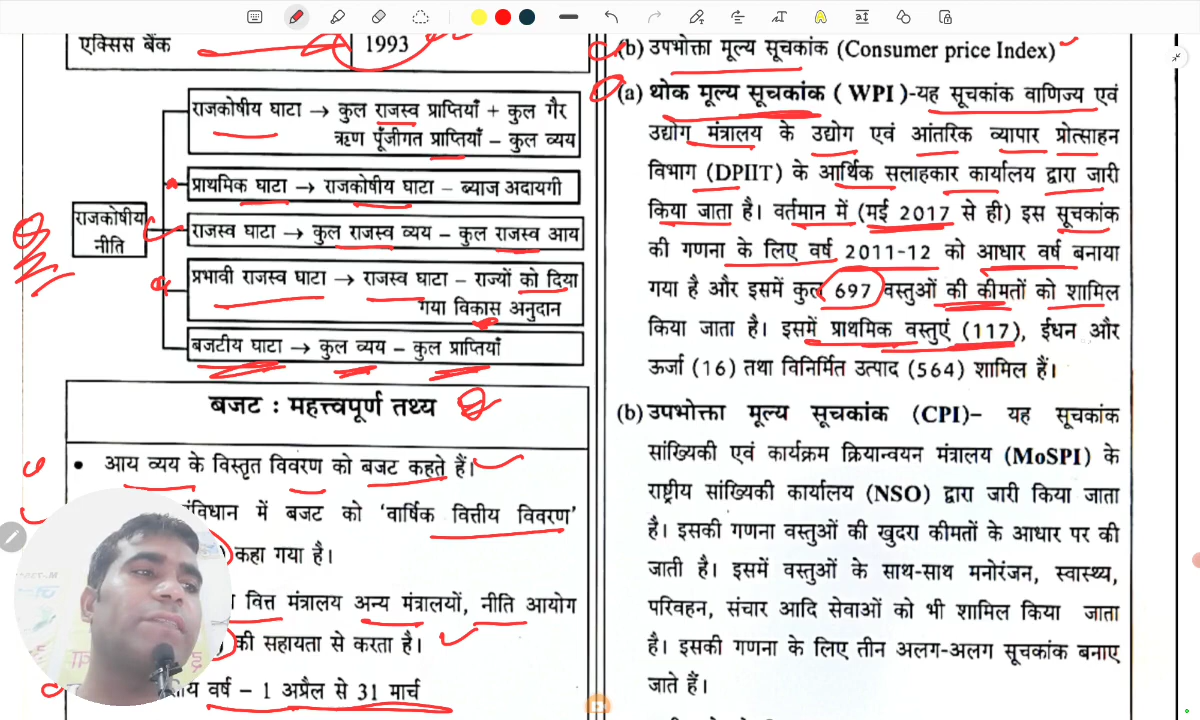 एक्सिस बैंक
1993
राजकोषीय नीति
राजकोषीय घाटा → कुल राजस्व प्राप्तियाँ + कुल गैर
ऋण पूँजीगत प्राप्तियाँ – कुल व्यय
प्राथमिक घाटा → राजकोषीय घाटा – ब्याज अदायगी
राजस्व घाटा → कुल राजस्व व्यय – कुल राजस्व आय
प्रभावी राजस्व घाटा → राजस्व घाटा – राज्यों को दिया
गया विकास अनुदान
बजटीय घाटा → कुल व्यय – कुल प्राप्तियाँ
बजट : महत्त्वपूर्ण तथ्य
• आय व्यय के विस्तृत विवरण को बजट कहते हैं।
संविधान में बजट को ‘वार्षिक वित्तीय विवरण’
) कहा गया है।
वित्त मंत्रालय अन्य मंत्रालयों, नीति आयोग
की सहायता से करता है।
वर्ष – 1 अप्रैल से 31 मार्च
(b) उपभोक्ता मूल्य सूचकांक (Consumer price Index)
(a) थोक मूल्य सूचकांक ( WPI)-यह सूचकांक वाणिज्य एवं
उद्योग मंत्रालय के उद्योग एवं आंतरिक व्यापार प्रोत्साहन
विभाग (DPIIT) के आर्थिक सलाहकार कार्यालय द्वारा जारी
किया जाता है। वर्तमान में (मई 2017 से ही) इस सूचकांक
की गणना के लिए वर्ष 2011-12 को आधार वर्ष बनाया
गया है और इसमें कुल 697 वस्तुओं की कीमतों को शामिल
किया जाता है। इसमें प्राथमिक वस्तुएं (117), ईधन और
ऊर्जा (16) तथा विनिर्मित उत्पाद (564) शामिल हैं।
(b) उपभोक्ता मूल्य सूचकांक (CPI)– यह सूचकांक
सांख्यिकी एवं कार्यक्रम क्रियान्वयन मंत्रालय (MoSPI) के
राष्ट्रीय सांख्यिकी कार्यालय (NSO) द्वारा जारी किया जाता
है। इसकी गणना वस्तुओं की खुदरा कीमतों के आधार पर की
जाती है। इसमें वस्तुओं के साथ-साथ मनोरंजन, स्वास्थ्य,
परिवहन, संचार आदि सेवाओं को भी शामिल किया जाता
है। इसकी गणना के लिए तीन अलग-अलग सूचकांक बनाए
जाते हैं।